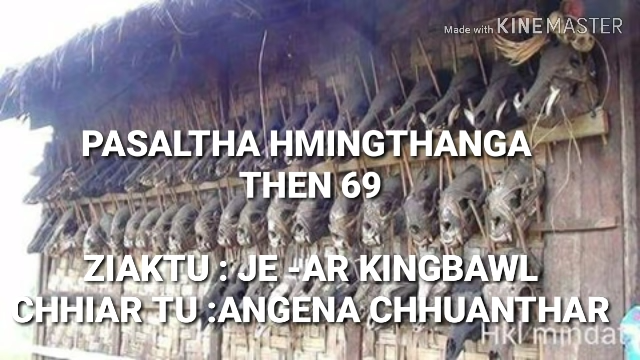 Made with KINEMASTER
PASALTHA HMINGTHANGA
THEN 69
ZIAKTU : JE -AR KINGBAWL
CHHIAR TU :ANGENA CHHUANTHAR
Hkl mindat